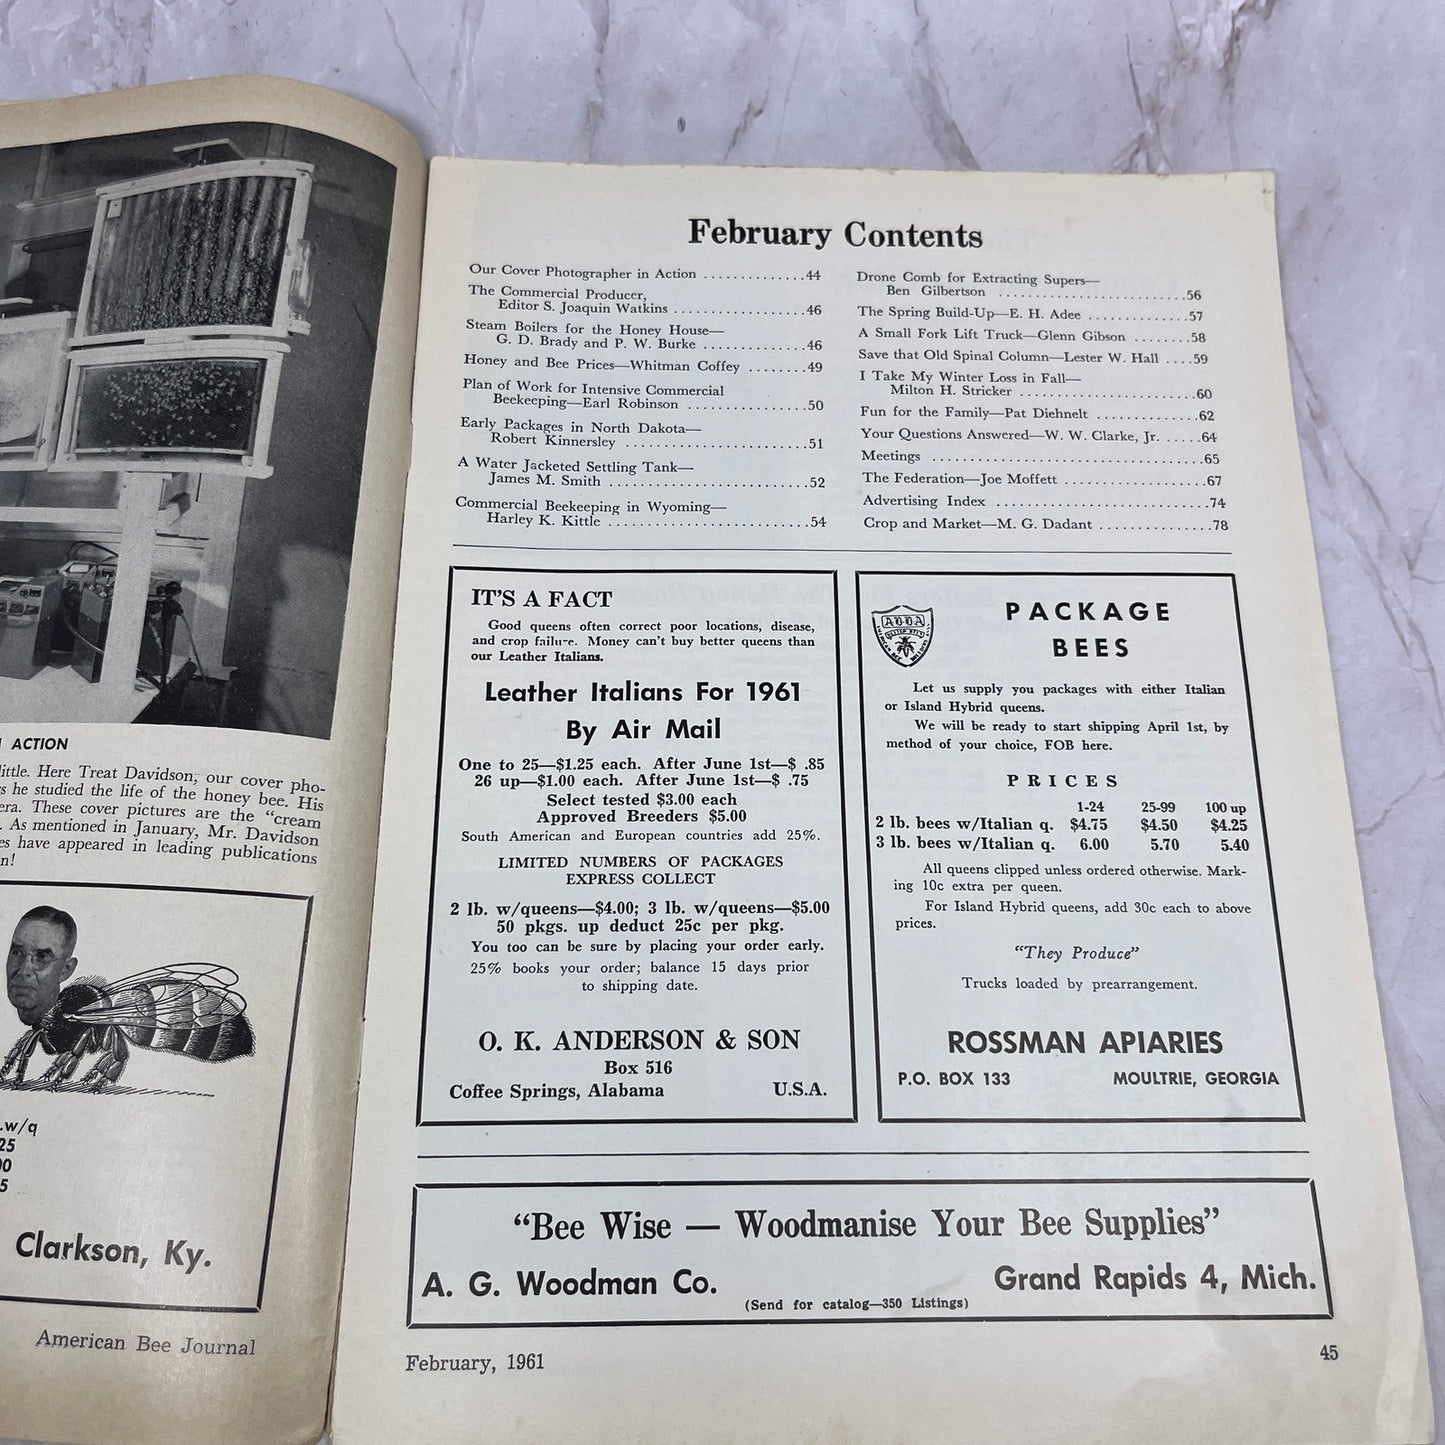 ACTION
little. Here Treat Davidson, our cover pho-
s he studied the life of the honey bee. His
era. These cover pictures are the "cream
. As mentioned in January, Mr. Davidson
es have appeared in leading publications
n!
.w/q
25
00
5
Clarkson, Ky.
American Bee Journal
February Contents
Our Cover Photographer in Action ..............44
The Commercial Producer,
Editor S. Joaquin Watkins .................46
Steam Boilers for the Honey House—
G. D. Brady and P. W. Burke .............46
Honey and Bee Prices—Whitman Coffey ........49
Plan of Work for Intensive Commercial
Beekeeping—Earl Robinson ...............50
Early Packages in North Dakota—
Robert Kinnersley .......................51
A Water Jacketed Settling Tank—
James M. Smith .........................52
Commercial Beekeeping in Wyoming—
Harley K. Kittle .........................54
Drone Comb for Extracting Supers—
Ben Gilbertson ..........................56
The Spring Build-Up—E. H. Adee ..............57
A Small Fork Lift Truck—Glenn Gibson ........58
Save that Old Spinal Column—Lester W. Hall ....59
I Take My Winter Loss in Fall—
Milton H. Stricker ........................60
Fun for the Family—Pat Diehnelt ..............62
Your Questions Answered—W. W. Clarke, Jr. ......64
Meetings ......................................65
The Federation—Joe Moffett ....................67
Advertising Index ..............................74
Crop and Market—M. G. Dadant ................78
IT'S A FACT
Good queens often correct poor locations, disease,
and crop failure. Money can't buy better queens than
our Leather Italians.
Leather Italians For 1961
By Air Mail
One to 25—$1.25 each. After June 1st—$ .85
26 up—$1.00 each. After June 1st—$ .75
Select tested $3.00 each
Approved Breeders $5.00
South American and European countries add 25%.
LIMITED NUMBERS OF PACKAGES
EXPRESS COLLECT
2 lb. w/queens—$4.00; 3 lb. w/queens—$5.00
50 pkgs. up deduct 25c per pkg.
You too can be sure by placing your order early.
25% books your order; balance 15 days prior
to shipping date.
O. K. ANDERSON & SON
Box 516
Coffee Springs, Alabama U.S.A.
PACKAGE
BEES
Let us supply you packages with either Italian
or Island Hybrid queens.
We will be ready to start shipping April 1st, by
method of your choice, FOB here.
PRICES
1-24 25-99 100 up
2 lb. bees w/Italian q. $4.75 $4.50 $4.25
3 lb. bees w/Italian q. 6.00 5.70 5.40
All queens clipped unless ordered otherwise. Mark-
ing 10c extra per queen.
For Island Hybrid queens, add 30c each to above
prices.
"They Produce"
Trucks loaded by prearrangement.
ROSSMAN APIARIES
P.O. BOX 133 MOULTRIE, GEORGIA
"Bee Wise — Woodmanise Your Bee Supplies"
A. G. Woodman Co. Grand Rapids 4, Mich.
(Send for catalog—350 Listings)
February, 1961 45